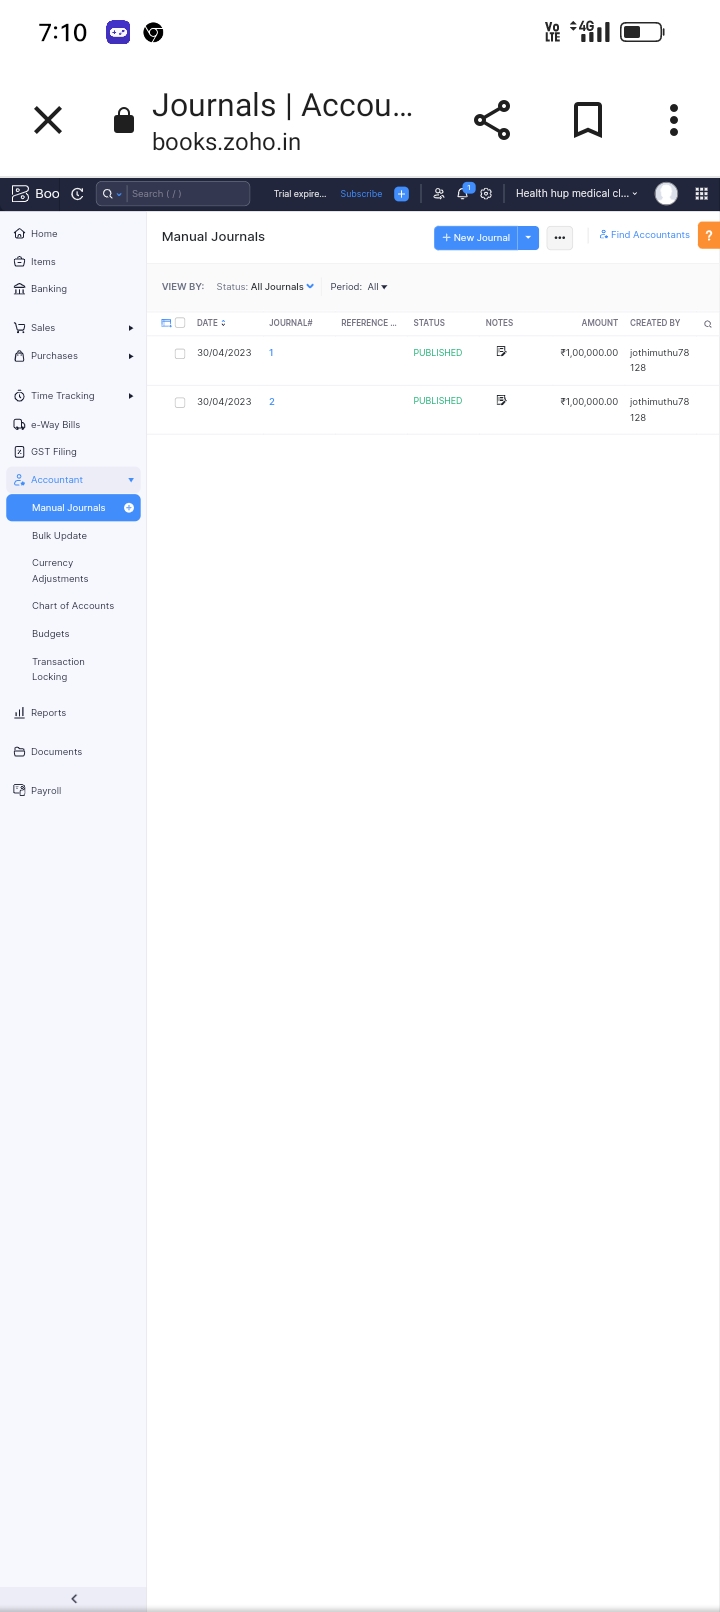 7:10
Vo
LTE
4G
Journals | Accou...
books.zoho.in
Boo
Search ( / )
Trial expire...
Subscribe
1
Health hup medical cl...
Home
Items
Banking
Sales
Purchases
Time Tracking
e-Way Bills
GST Filing
Accountant
Manual Journals
Bulk Update
Currency
Adjustments
Chart of Accounts
Budgets
Transaction
Locking
Reports
Documents
Payroll
Manual Journals
+ New Journal
Find Accountants
?
VIEW BY: Status: All Journals Period: All
DATE JOURNAL# REFERENCE ... STATUS NOTES AMOUNT CREATED BY
30/04/2023 1 PUBLISHED ₹1,00,000.00 jothimuthu78
128
30/04/2023 2 PUBLISHED ₹1,00,000.00 jothimuthu78
128